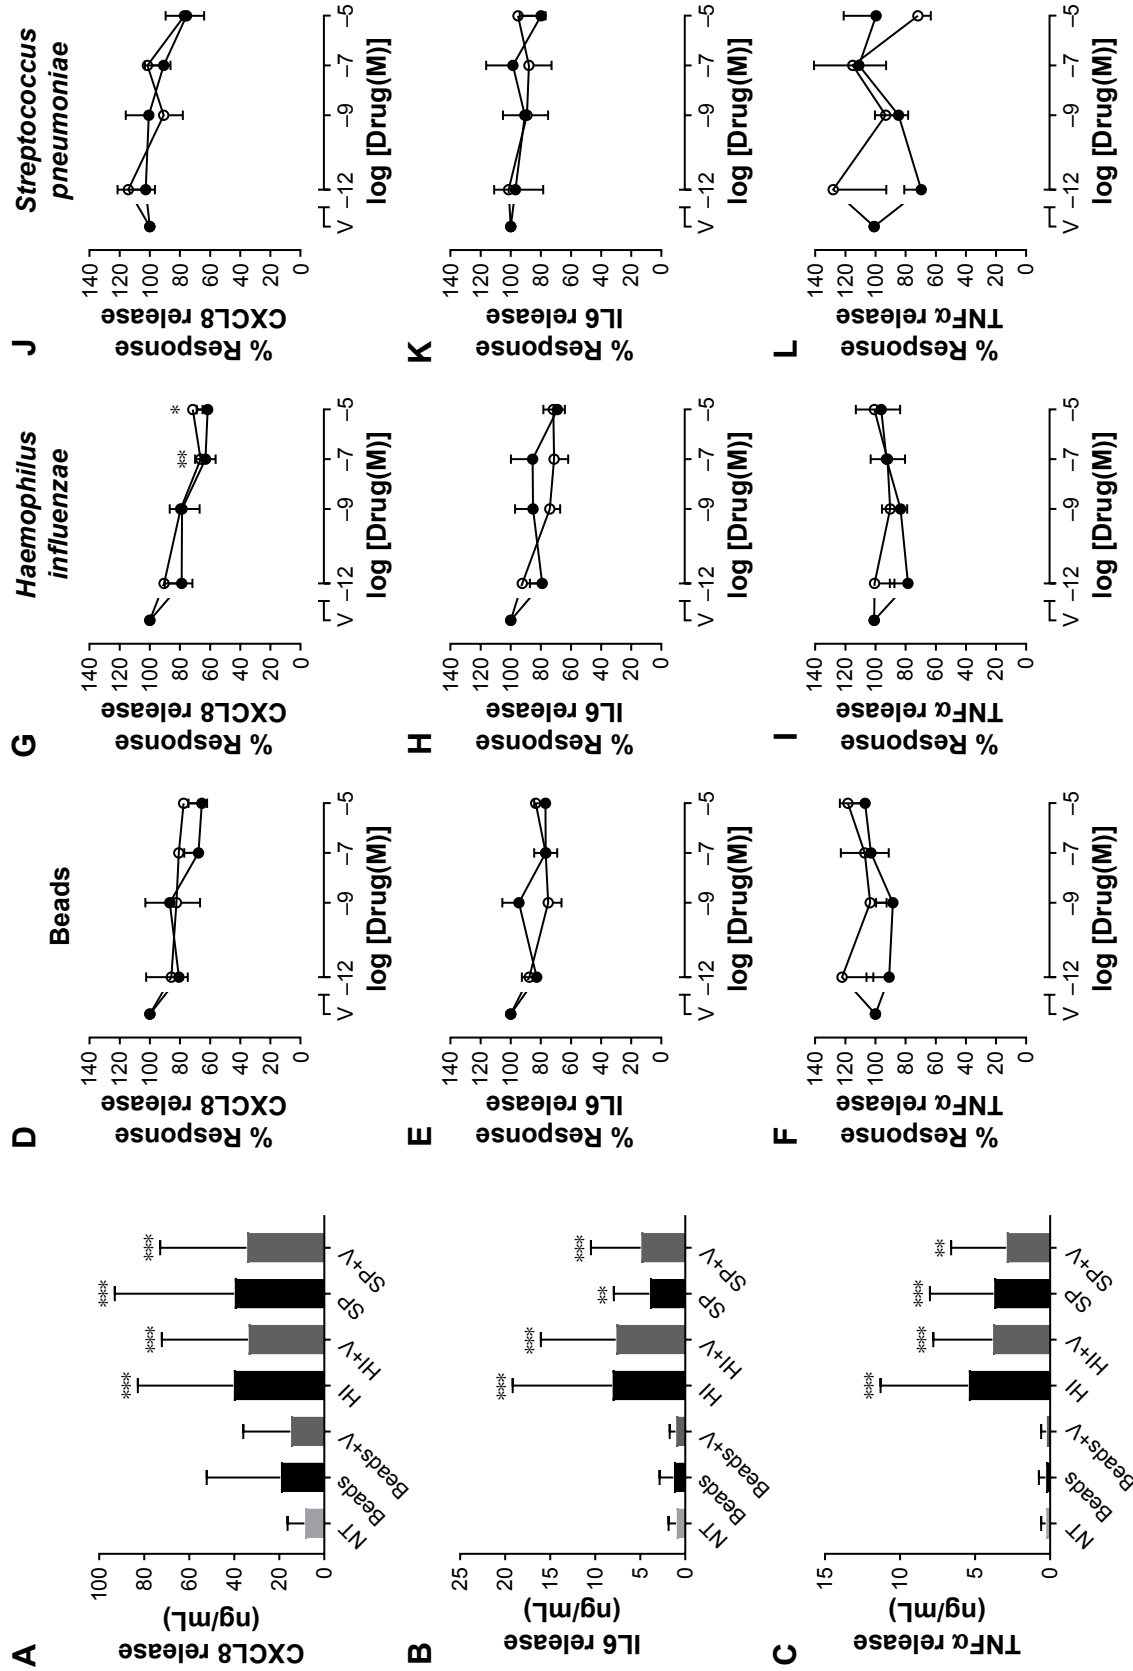 A
CXCL8 release
(ng/mL)
100
80
60
40
20
0
***
***
***
***
NT
Beads
Beads+V
HI
HI+V
SP
SP+V
B
IL6 release
(ng/mL)
25
20
15
10
5
0
***
***
**
***
NT
Beads
Beads+V
HI
HI+V
SP
SP+V
C
TNFα release
(ng/mL)
15
10
5
0
***
***
***
**
NT
Beads
Beads+V
HI
HI+V
SP
SP+V
Beads
D
% Response
CXCL8 release
140
120
100
80
60
40
20
0
V −12 −9 −7 −5
log [Drug(M)]
E
% Response
IL6 release
140
120
100
80
60
40
20
0
V −12 −9 −7 −5
log [Drug(M)]
F
% Response
TNFα release
140
120
100
80
60
40
20
0
V −12 −9 −7 −5
log [Drug(M)]
Haemophilus
influenzae
G
% Response
CXCL8 release
140
120
100
80
60
40
20
0
**
*
V −12 −9 −7 −5
log [Drug(M)]
H
% Response
IL6 release
140
120
100
80
60
40
20
0
V −12 −9 −7 −5
log [Drug(M)]
I
% Response
TNFα release
140
120
100
80
60
40
20
0
V −12 −9 −7 −5
log [Drug(M)]
Streptococcus
pneumoniae
J
% Response
CXCL8 release
140
120
100
80
60
40
20
0
V −12 −9 −7 −5
log [Drug(M)]
K
% Response
IL6 release
140
120
100
80
60
40
20
0
V −12 −9 −7 −5
log [Drug(M)]
L
% Response
TNFα release
140
120
100
80
60
40
20
0
V −12 −9 −7 −5
log [Drug(M)]